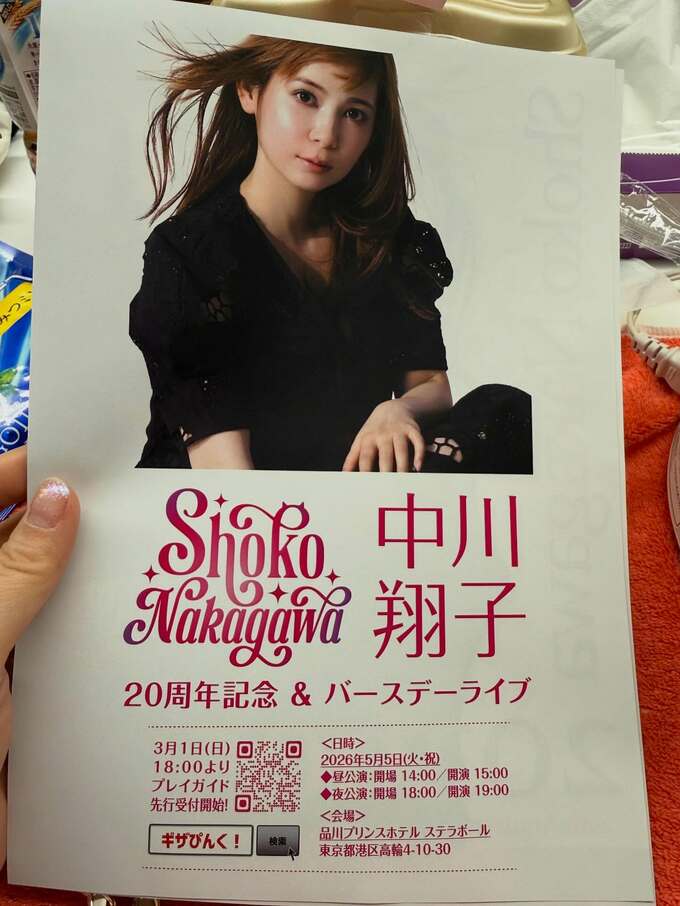 Shoko
Nakagawa
中川
翔子
20周年記念 & バースデーライブ
3月1日(日)
18:00より
プレイガイド
先行受付開始!
ギザぴんく!
検索
<日時>
2026年5月5日(火・祝)
◆昼公演:開場 14:00/開演 15:00
◆夜公演:開場 18:00/開演 19:00
<会場>
品川プリンスホテル ステラボール
東京都港区高輪4-10-30